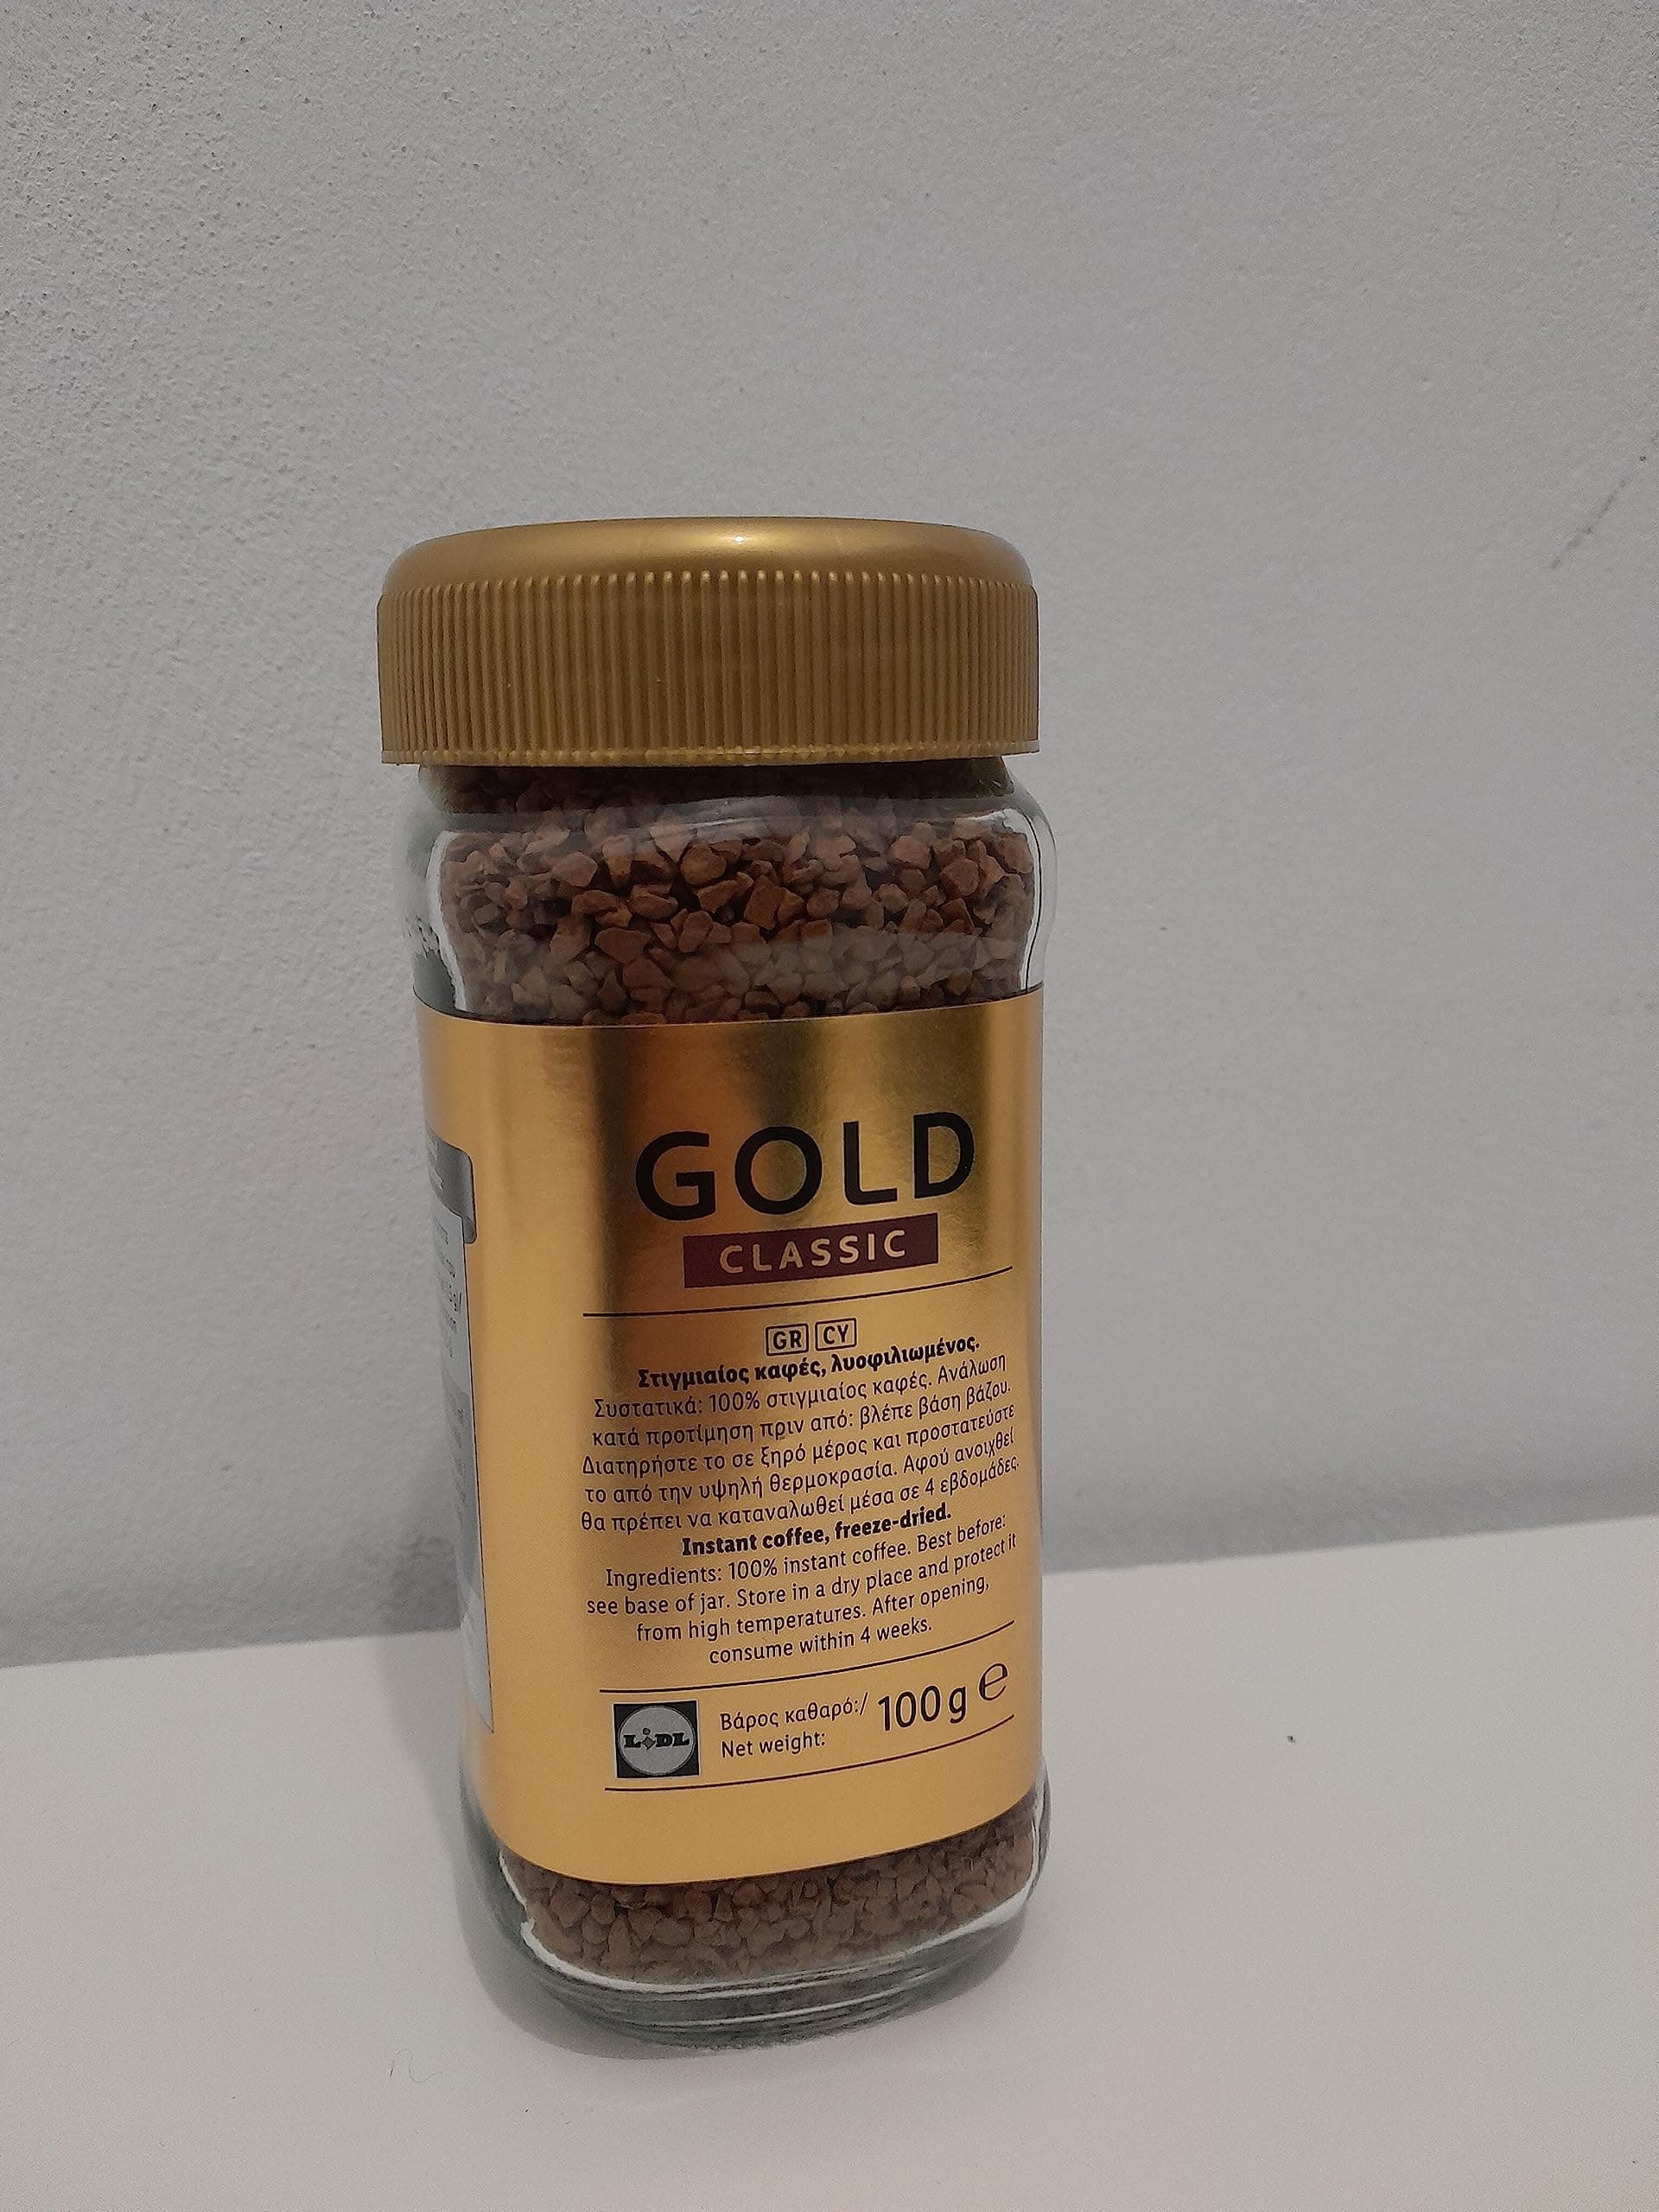 GOLD
CLASSIC
GR CY
Στιγμιαίος καφές, λυοφιλιωμένος.
Συστατικά: 100% στιγμιαίος καφές. Ανάλωση
κατά προτίμηση πριν από: βλέπε βάση βάζου.
Διατηρήστε το σε ξηρό μέρος και προστατεύστε
το από την υψηλή θερμοκρασία. Αφού ανοιχθεί
θα πρέπει να καταναλωθεί μέσα σε 4 εβδομάδες.
Instant coffee, freeze-dried.
Ingredients: 100% instant coffee. Best before:
see base of jar. Store in a dry place and protect it
from high temperatures. After opening,
consume within 4 weeks.
LIDL
Βάρος καθαρό:/
Net weight:
100 g ℮